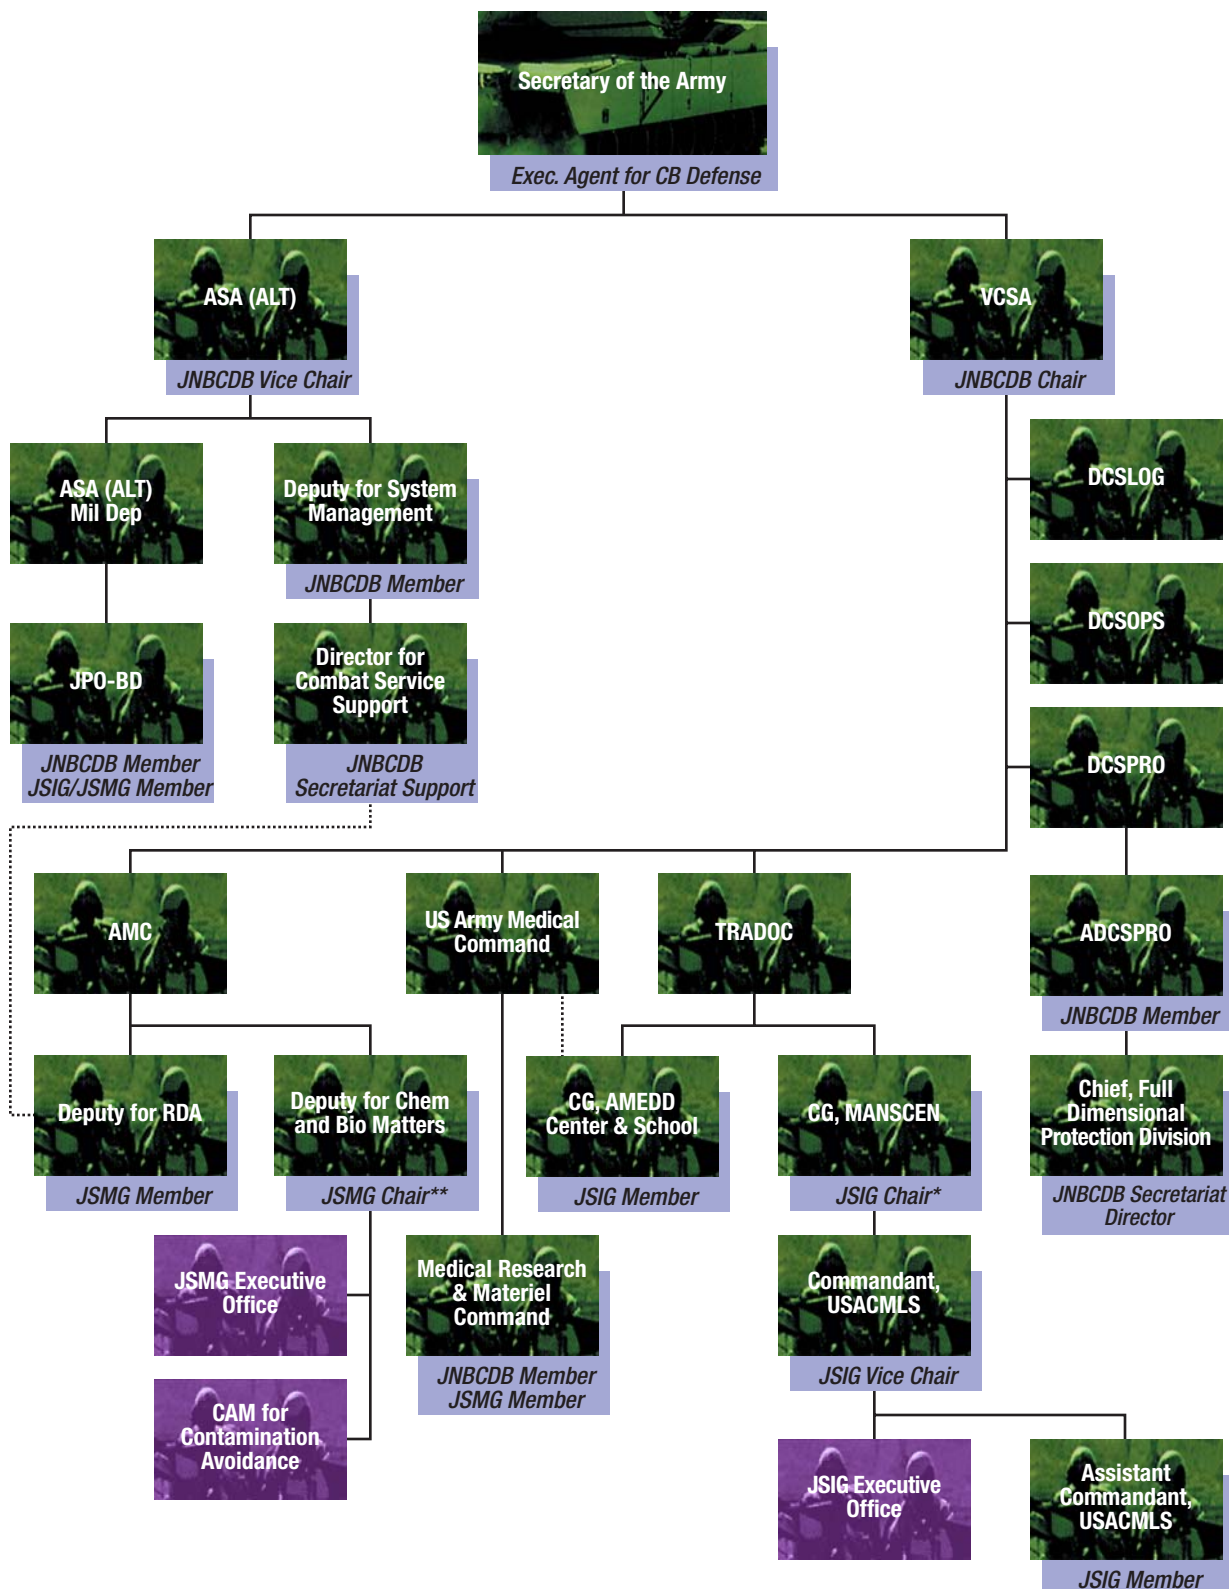 Secretary of the Army
Exec. Agent for CB Defense
ASA (ALT)
JNBCDB Vice Chair
VCSA
JNBCDB Chair
ASA (ALT)
Mil Dep
Deputy for System
Management
JNBCDB Member
DCSLOG
DCSOPS
JPO-BD
JNBCDB Member
JSIG/JSMG Member
Director for
Combat Service
Support
JNBCDB
Secretariat Support
DCSPRO
AMC
US Army Medical
Command
TRADOC
ADCSPRO
JNBCDB Member
Deputy for RDA
JSMG Member
Deputy for Chem
and Bio Matters
JSMG Chair**
CG, AMEDD
Center & School
JSIG Member
CG, MANSCEN
JSIG Chair*
Chief, Full
Dimensional
Protection Division
JNBCDB Secretariat
Director
JSMG Executive
Office
Medical Research
& Materiel
Command
JNBCDB Member
JSMG Member
Commandant,
USACMLS
JSIG Vice Chair
CAM for
Contamination
Avoidance
JSIG Executive
Office
Assistant
Commandant,
USACMLS
JSIG Member